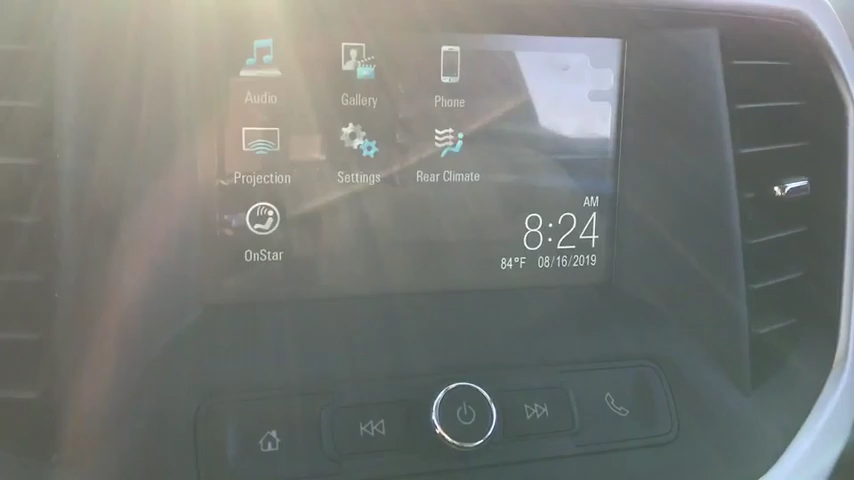 Audio
Gallery
Phone
Projection
Settings
Rear Climate
OnStar
AM
8:24
84°F 08/16/2019